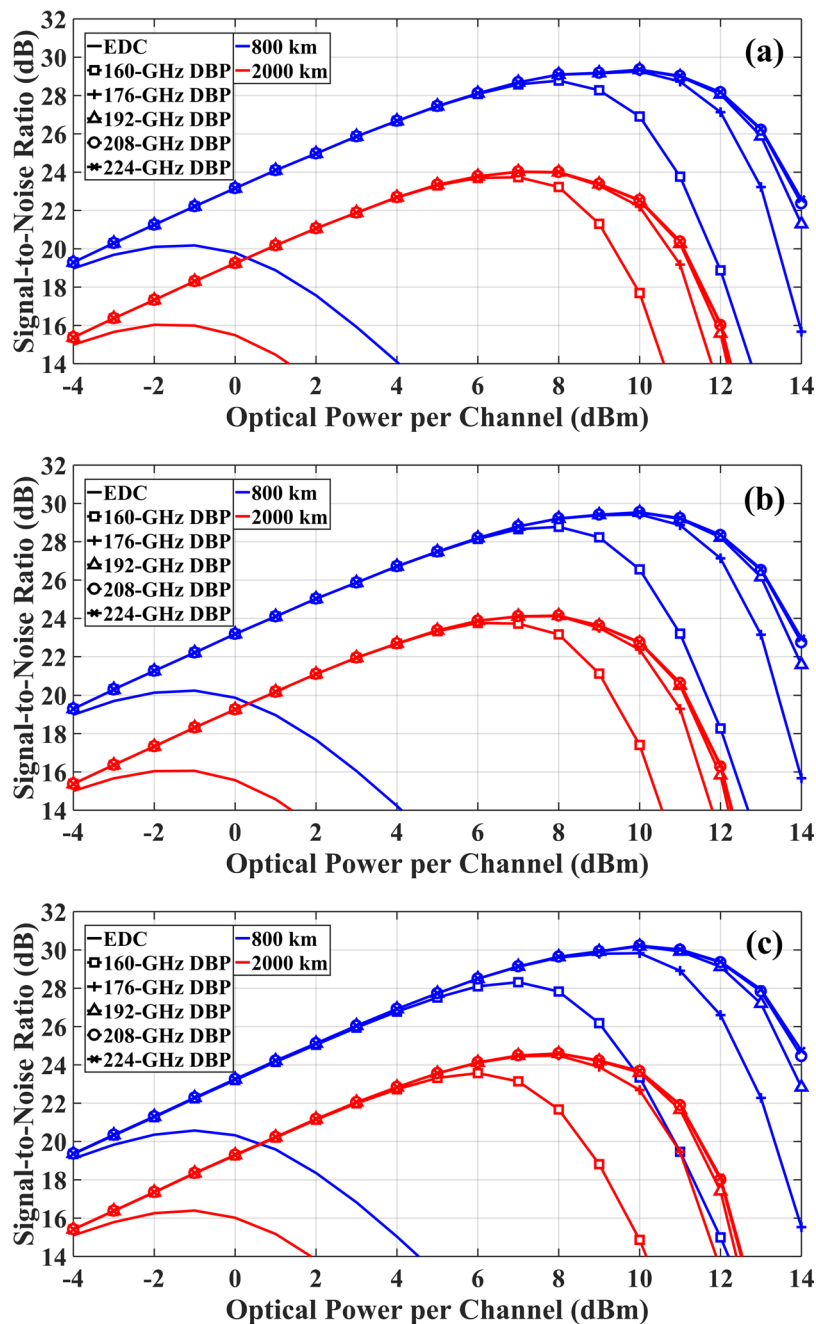 32
30
28
26
24
22
20
18
16
14
Signal-to-Noise Ratio (dB)
EDC
160-GHz DBP
176-GHz DBP
192-GHz DBP
208-GHz DBP
224-GHz DBP
800 km
2000 km
(a)
-4 -2 0 2 4 6 8 10 12 14
Optical Power per Channel (dBm)
32
30
28
26
24
22
20
18
16
14
Signal-to-Noise Ratio (dB)
EDC
160-GHz DBP
176-GHz DBP
192-GHz DBP
208-GHz DBP
224-GHz DBP
800 km
2000 km
(b)
-4 -2 0 2 4 6 8 10 12 14
Optical Power per Channel (dBm)
32
30
28
26
24
22
20
18
16
14
Signal-to-Noise Ratio (dB)
EDC
160-GHz DBP
176-GHz DBP
192-GHz DBP
208-GHz DBP
224-GHz DBP
800 km
2000 km
(c)
-4 -2 0 2 4 6 8 10 12 14
Optical Power per Channel (dBm)